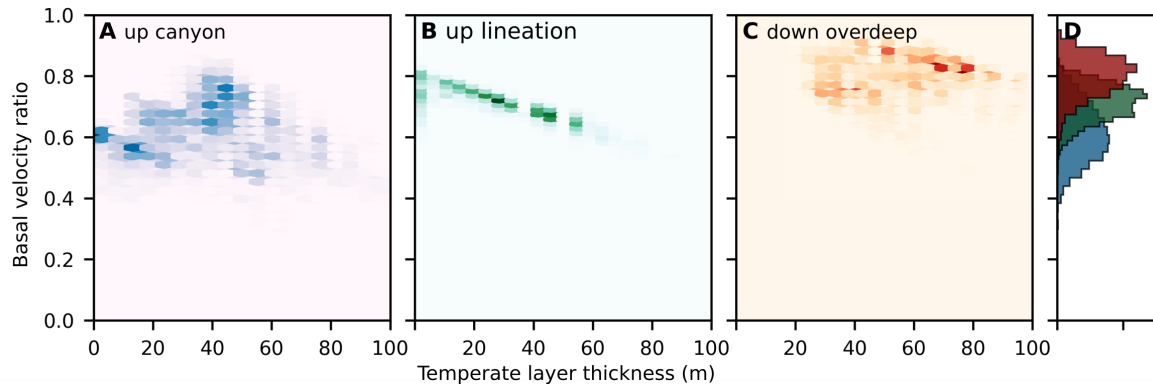 A up canyon
B up lineation
C down overdeep
D
1.0
0.8
0.6
0.4
0.2
0.0
Basal velocity ratio
0 20 40 60 80 100
20 40 60 80 100
20 40 60 80 100
Temperate layer thickness (m)